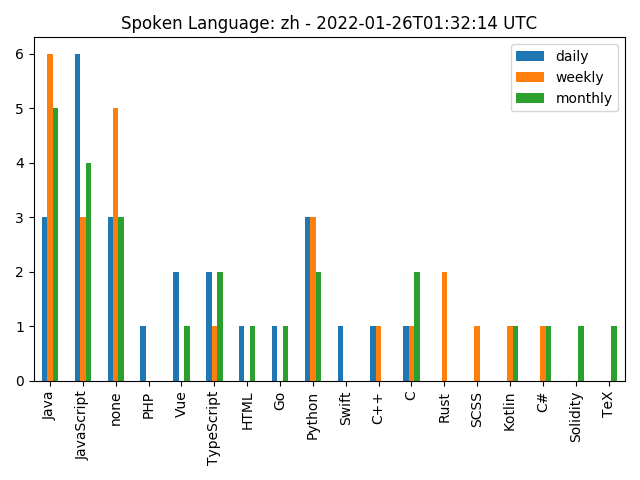 Spoken Language: zh - 2022-01-26T01:32:14 UTC
daily
weekly
monthly
6
5
4
3
2
1
0
Java
JavaScript
none
PHP
Vue
TypeScript
HTML
Go
Python
Swift
C++
C
Rust
SCSS
Kotlin
C#
Solidity
TeX